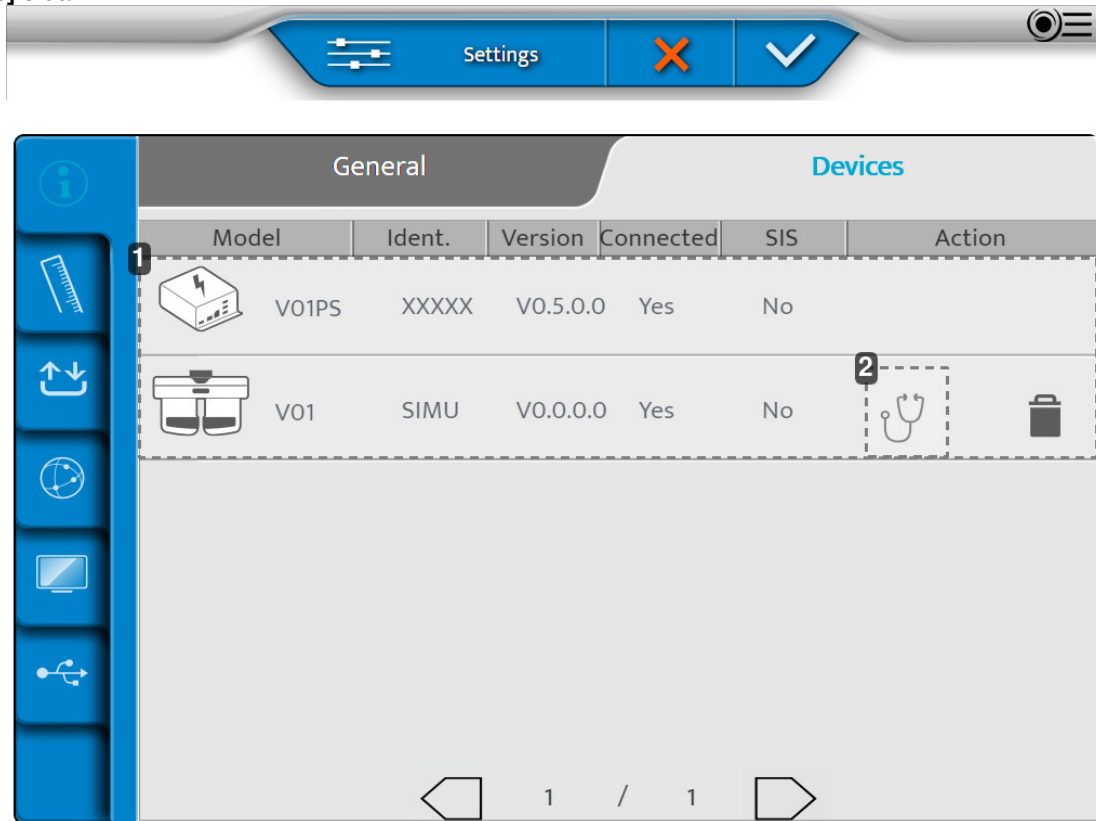 Settings
General Devices
Model Ident. Version Connected SIS Action
1
V01PS XXXXX V0.5.0.0 Yes No
2
V01 SIMU V0.0.0.0 Yes No
1 / 1